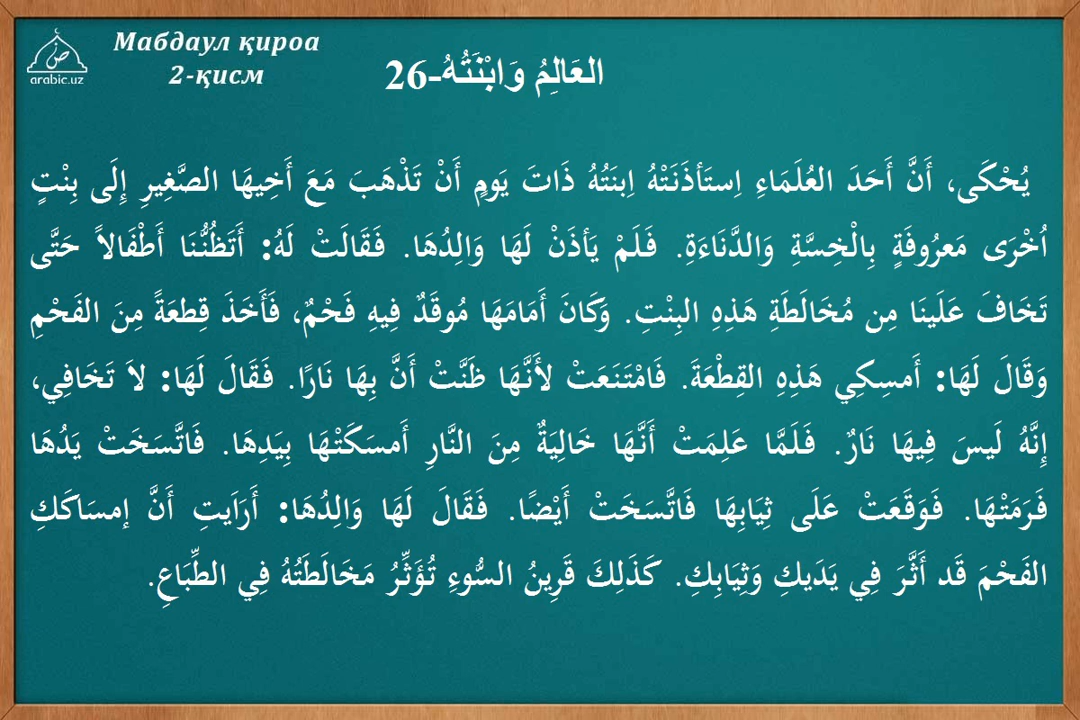 arabic.uz
Мабдаул қироа
2-қисм
26-العَالِمُ وَابْنَتُهُ
يُحْكَى، أَنَّ أَحَدَ العُلَمَاءِ اِستَأذَنَتْهُ اِبنَتُهُ ذَاتَ يَومٍ أَنْ تَذْهَبَ مَعَ أَخِيهَا الصَّغِيرِ إِلَى بِنْتٍ
اُخْرَى مَعرُوفَةٍ بِالْخِسَّةِ وَالدَّنَاءَةِ. فَلَمْ يَأذَنْ لَهَا وَالِدُهَا. فَقَالَتْ لَهُ: أَتَظُنُّنَا أَطْفَالاً حَتَّى
تَخَافَ عَلَينَا مِن مُخَالَطَةِ هَذِهِ البِنْت. وَكَانَ أَمَامَهَا مُوقَدٌ فِيهِ فَحْمٌ، فَأَخَذَ قِطعَةً مِنَ الفَحْمِ
وَقَالَ لَهَا: أَمسِكِي هَذِهِ القِطْعَةَ. فَامْتَنَعَتْ لأَنَّهَا ظَنَّتْ أَنَّ بِهَا نَارًا. فَقَالَ لَهَا: لاَ تَخَافِي،
إِنَّهُ لَيسَ فِيهَا نَارٌ. فَلَمَّا عَلِمَتْ أَنَّهَا خَالِيَةٌ مِنَ النَّارِ أَمسَكَتْهَا بِيَدِهَا. فَاتَّسَخَتْ يَدُهَا
فَرَمَتْهَا. فَوَقَعَتْ عَلَى ثِيَابِهَا فَاتَّسَخَتْ أَيْضًا. فَقَالَ لَهَا وَالِدُهَا: أَرَاَيتِ أَنَّ إمسَاكَكِ
الفَحْمَ قَد أَثَّرَ فِي يَدَيكِ وَثِيَابِكِ. كَذَلِكَ قَرِينُ السُّوءِ تُؤَثِّرُ مَخَالَطَتُهُ فِي الطِّبَاعِ.